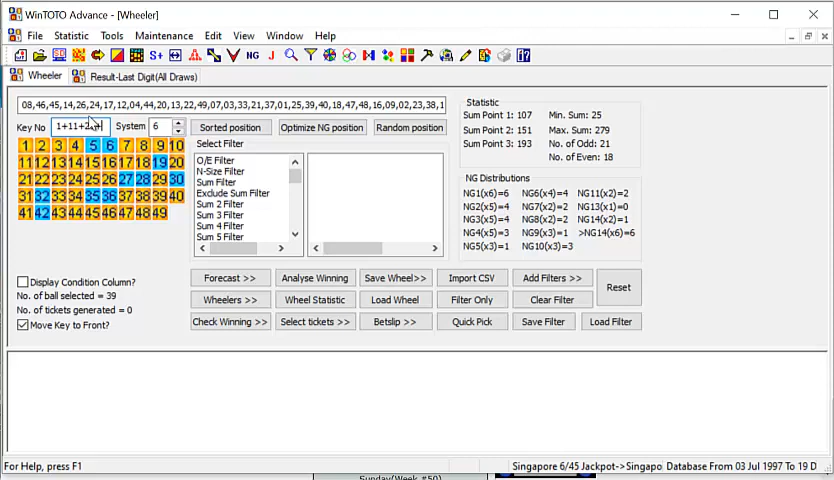 WinTOTO Advance - [Wheeler]
File Statistic Tools Maintenance Edit View Window Help
Wheeler Result-Last Digit(All Draws)
08,46,45,14,26,24,17,12,04,44,20,13,22,49,07,03,33,21,37,01,25,39,40,18,47,48,16,09,02,23,38,1
Key No System 6 Sorted position Optimize NG position Random position
1 2 3 4 5 6 7 8 9 10
11 12 13 14 15 16 17 18 19 20
21 22 23 24 25 26 27 28 29 30
31 32 33 34 35 36 37 38 39 40
41 42 43 44 45 46 47 48 49
Display Condition Column?
No. of ball selected = 39
No. of tickets generated = 0
Move Key to Front?
Select Filter
O/E Filter
N-Size Filter
Sum Filter
Exclude Sum Filter
Sum 2 Filter
Sum 3 Filter
Sum 4 Filter
Sum 5 Filter
Statistic
Sum Point 1: 107 Min. Sum: 25
Sum Point 2: 151 Max. Sum: 279
Sum Point 3: 193 No. of Odd: 21
No. of Even: 18
NG Distributions
NG1(x6)=6 NG6(x4)=4 NG11(x2)=2
NG2(x5)=4 NG7(x2)=2 NG13(x1)=0
NG3(x5)=4 NG8(x2)=2 NG14(x2)=1
NG4(x5)=3 NG9(x3)=1 >NG14(x6)=6
NG5(x3)=1 NG10(x3)=3
Forecast >> Analyse Winning Save Wheel>> Import CSV Add Filters >>
Wheelers >> Wheel Statistic Load Wheel Filter Only Clear Filter Reset
Check Winning >> Select tickets >> Betslip >> Quick Pick Save Filter Load Filter
For Help, press F1 Singapore 6/45 Jackpot-> Singapo Database From 03 Jul 1997 To 19 D
Sunday(Week #50)